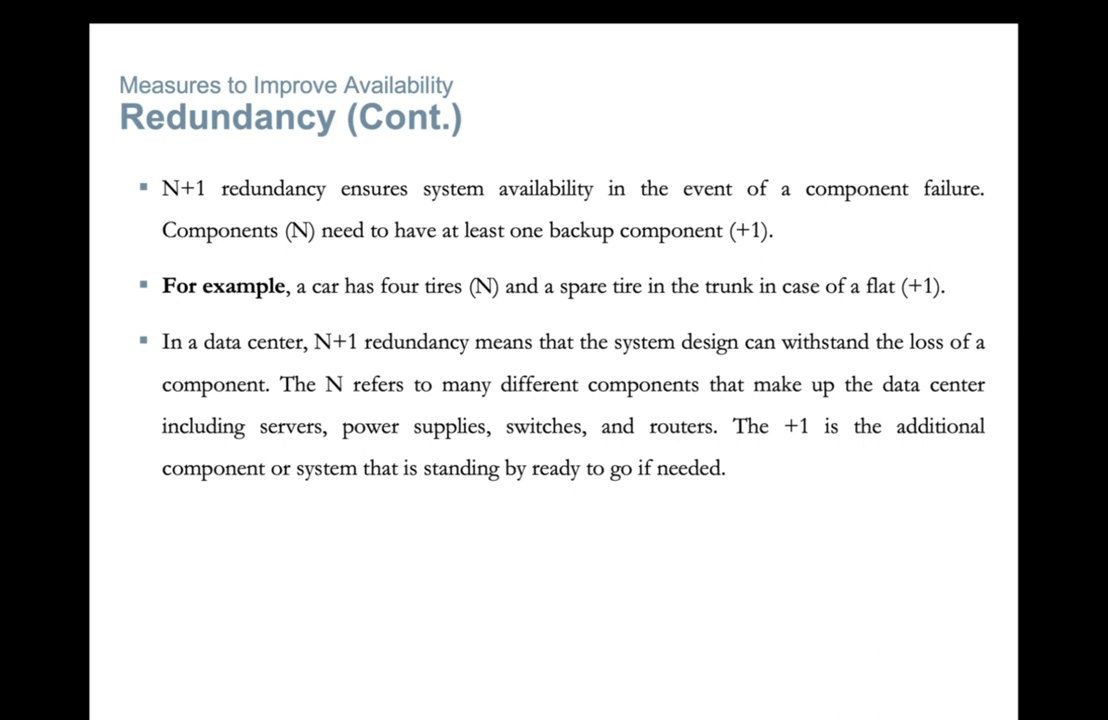 Measures to Improve Availability
Redundancy (Cont.)
▪ N+1 redundancy ensures system availability in the event of a component failure.
Components (N) need to have at least one backup component (+1).
▪ For example, a car has four tires (N) and a spare tire in the trunk in case of a flat (+1).
▪ In a data center, N+1 redundancy means that the system design can withstand the loss of a
component. The N refers to many different components that make up the data center
including servers, power supplies, switches, and routers. The +1 is the additional
component or system that is standing by ready to go if needed.